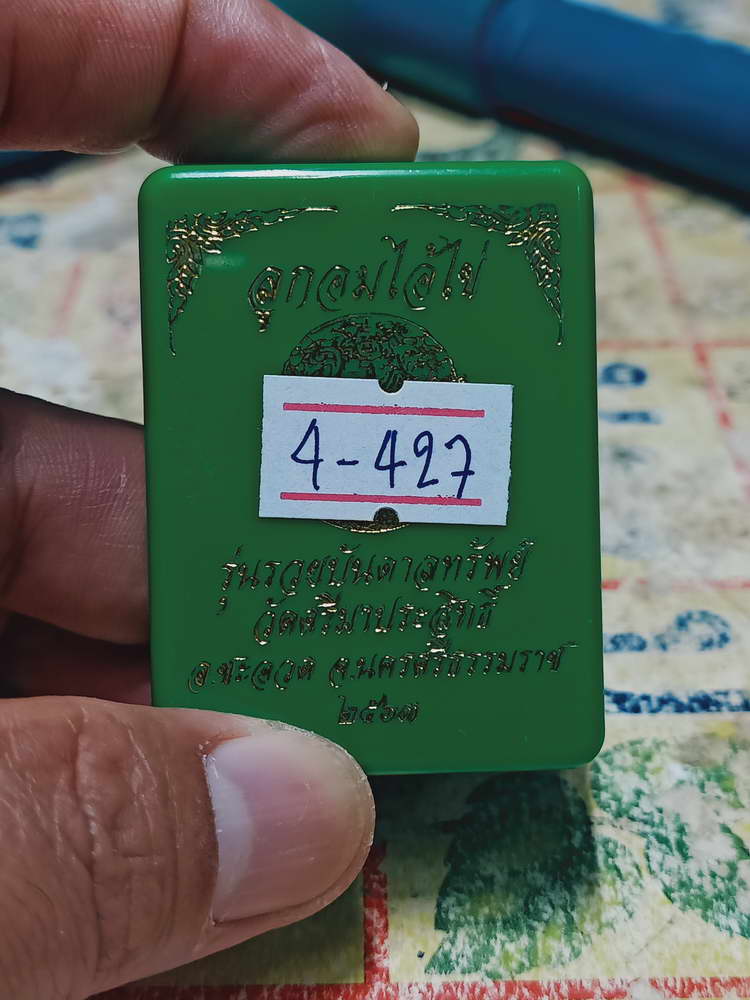 ลูกอมไอ้ไข่
4-427
รุ่นรวยบันดาลทรัพย์
วัดศรีมาประสิทธิ์
อ.ชะอวด จ.นครศรีธรรมราช
๒๕๖๗